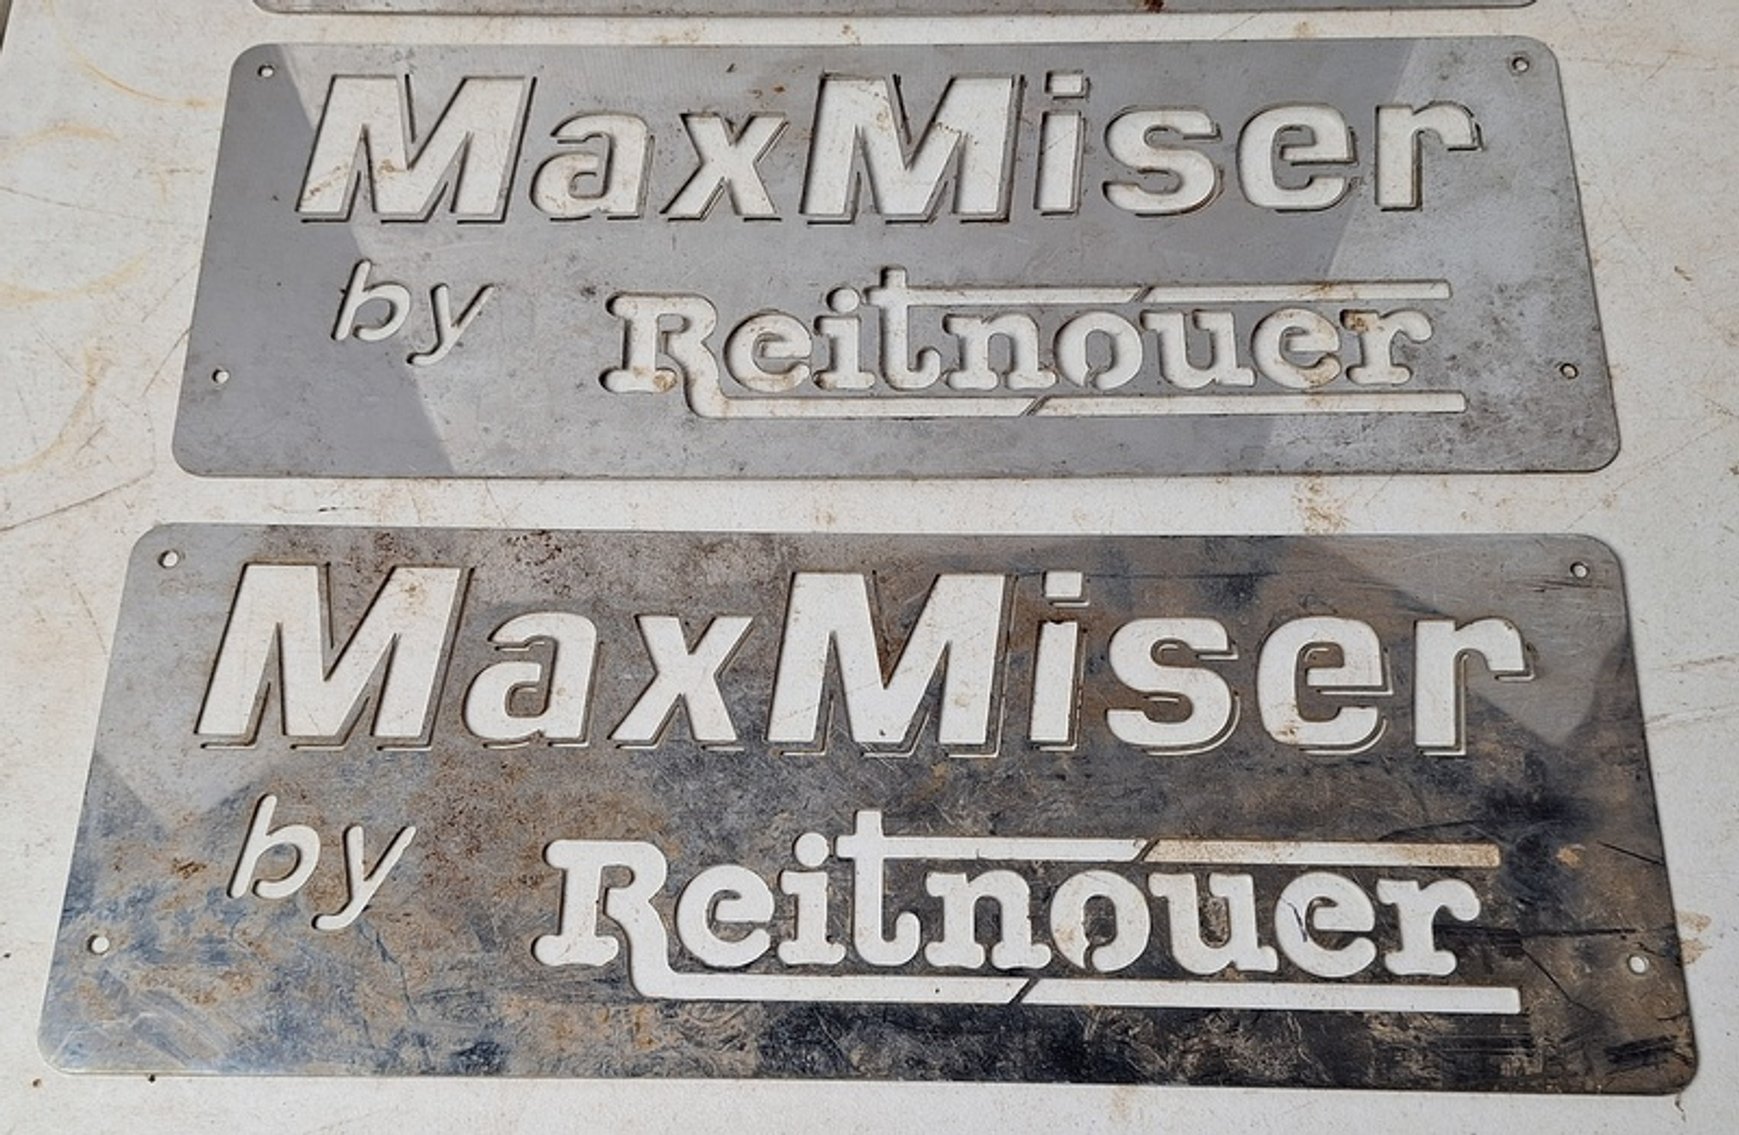 MaxMiser
by Reitnouer
MaxMiser
by Reitnouer